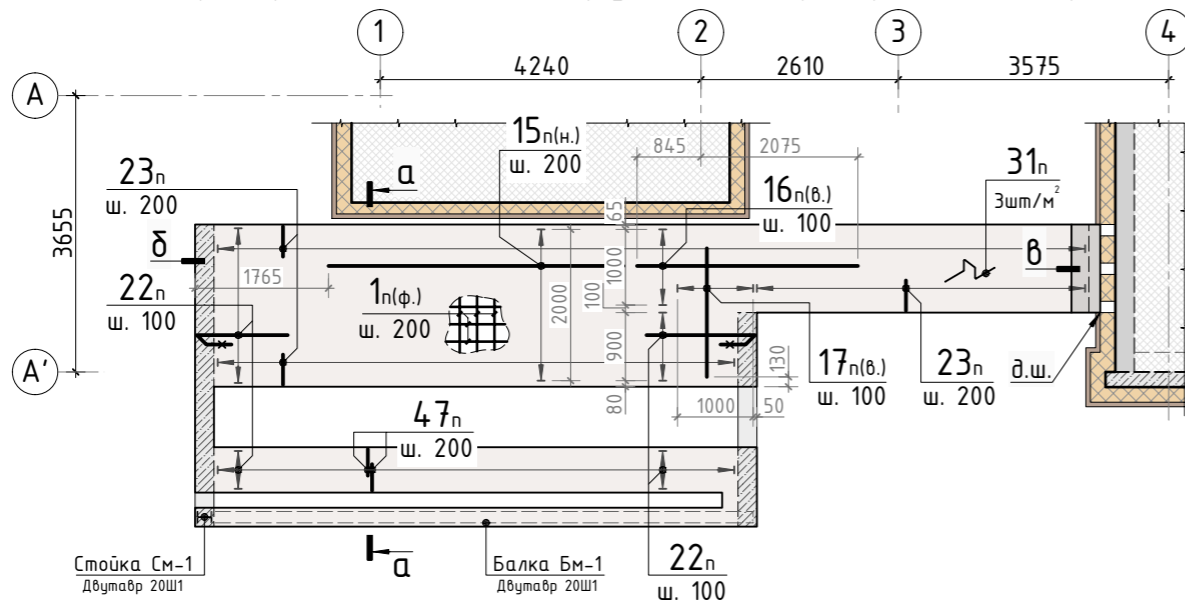 1
2
3
4
4240
2610
3575
А
3655
А'
15п(н.)
ш. 200
845
2075
23п
ш. 200
а
16п(в.)
ш. 100
31п
3шт/м²
65
б
1765
1090
в
22п
ш. 100
1п(ф.)
ш. 200
2000
100
900
130
17п(в.)
ш. 100
23п
ш. 200
д.ш.
80
1000
50
47п
ш. 200
Стойка См-1
Двутавр 20Ш1
а
Балка Бм-1
Двутавр 20Ш1
22п
ш. 100